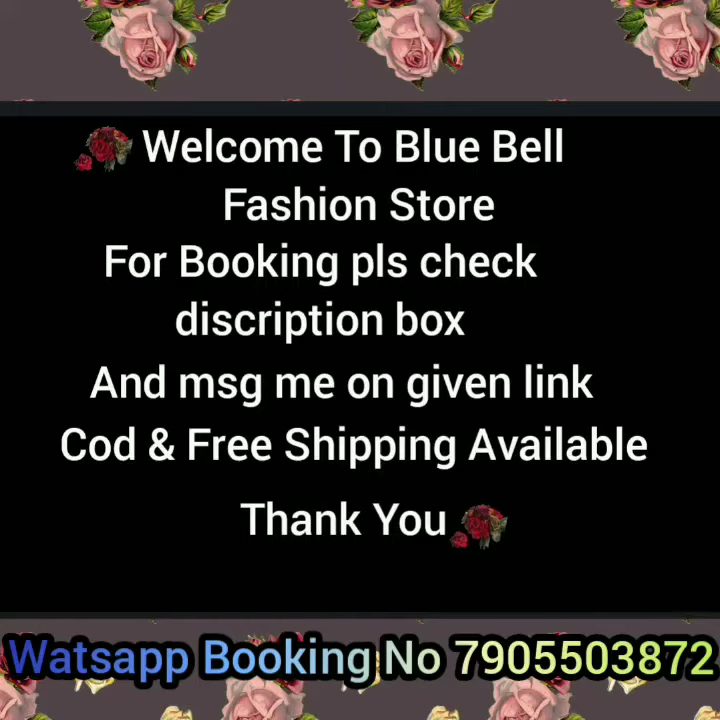 Welcome To Blue Bell
Fashion Store
For Booking pls check
discription box
And msg me on given link
Cod & Free Shipping Available
Thank You
Watsapp Booking No 7905503872